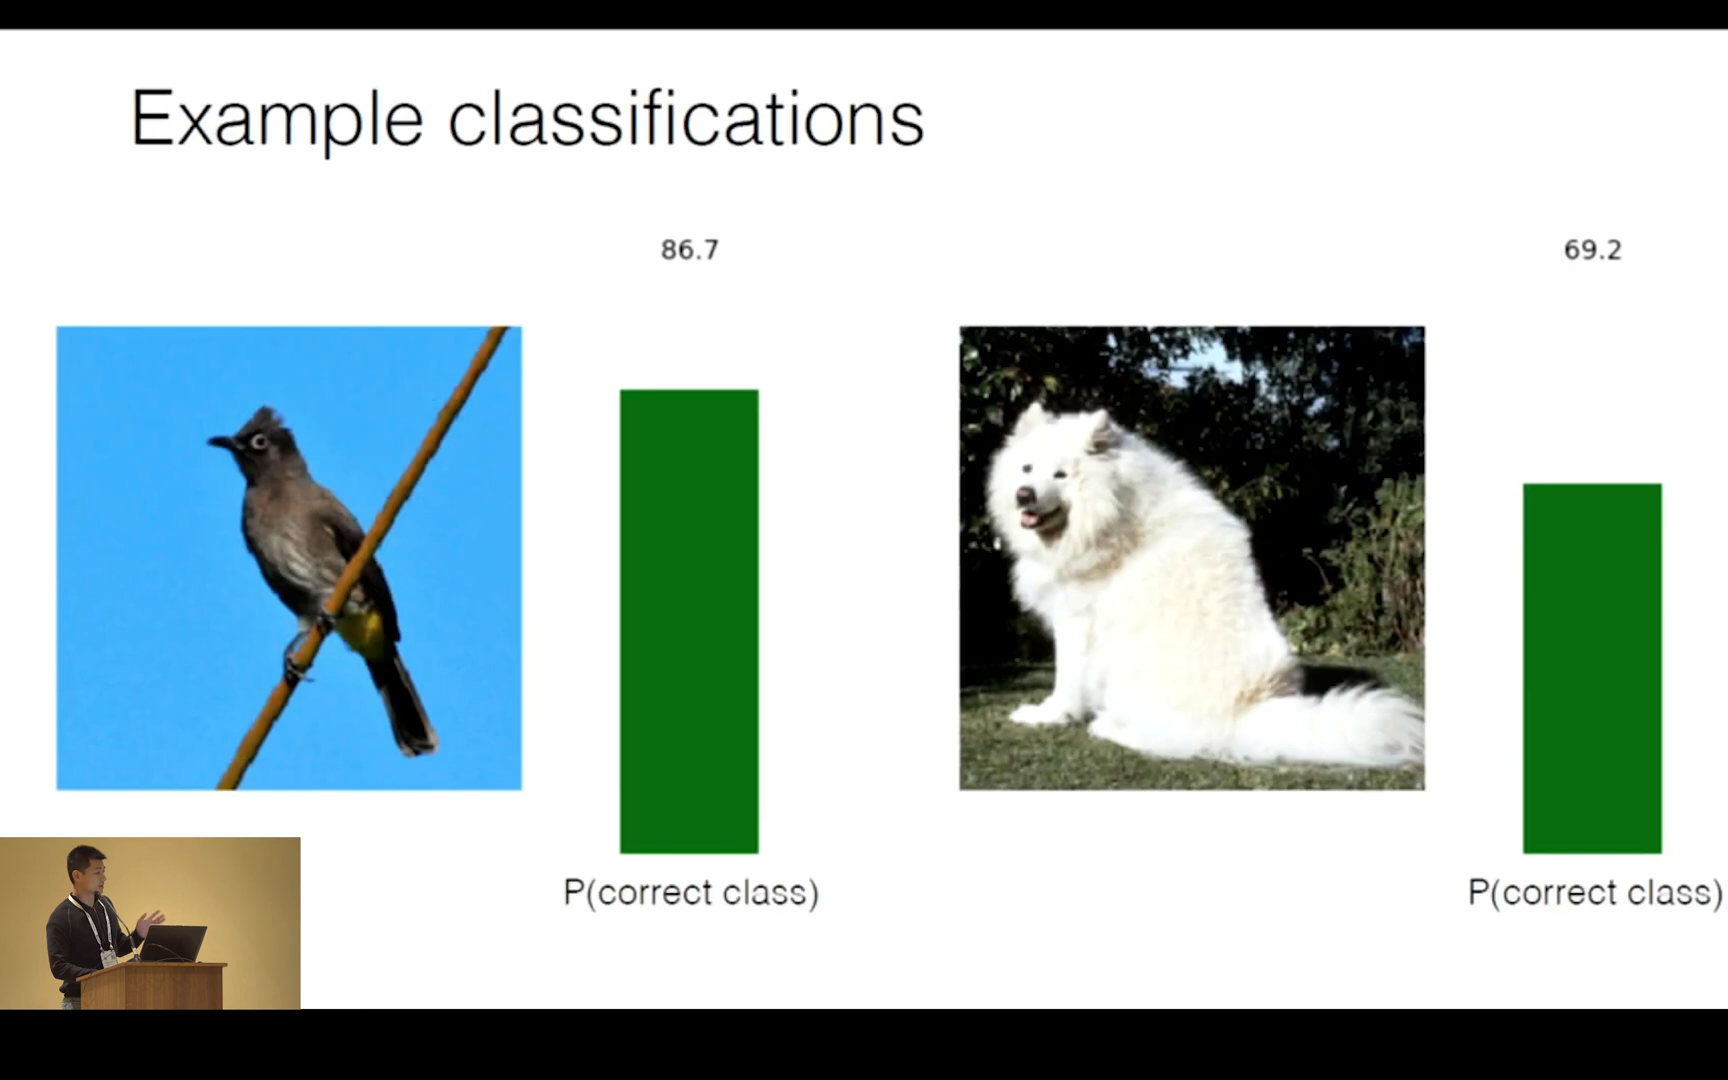 Example classifications
86.7
69.2
P(correct class)
P(correct class)